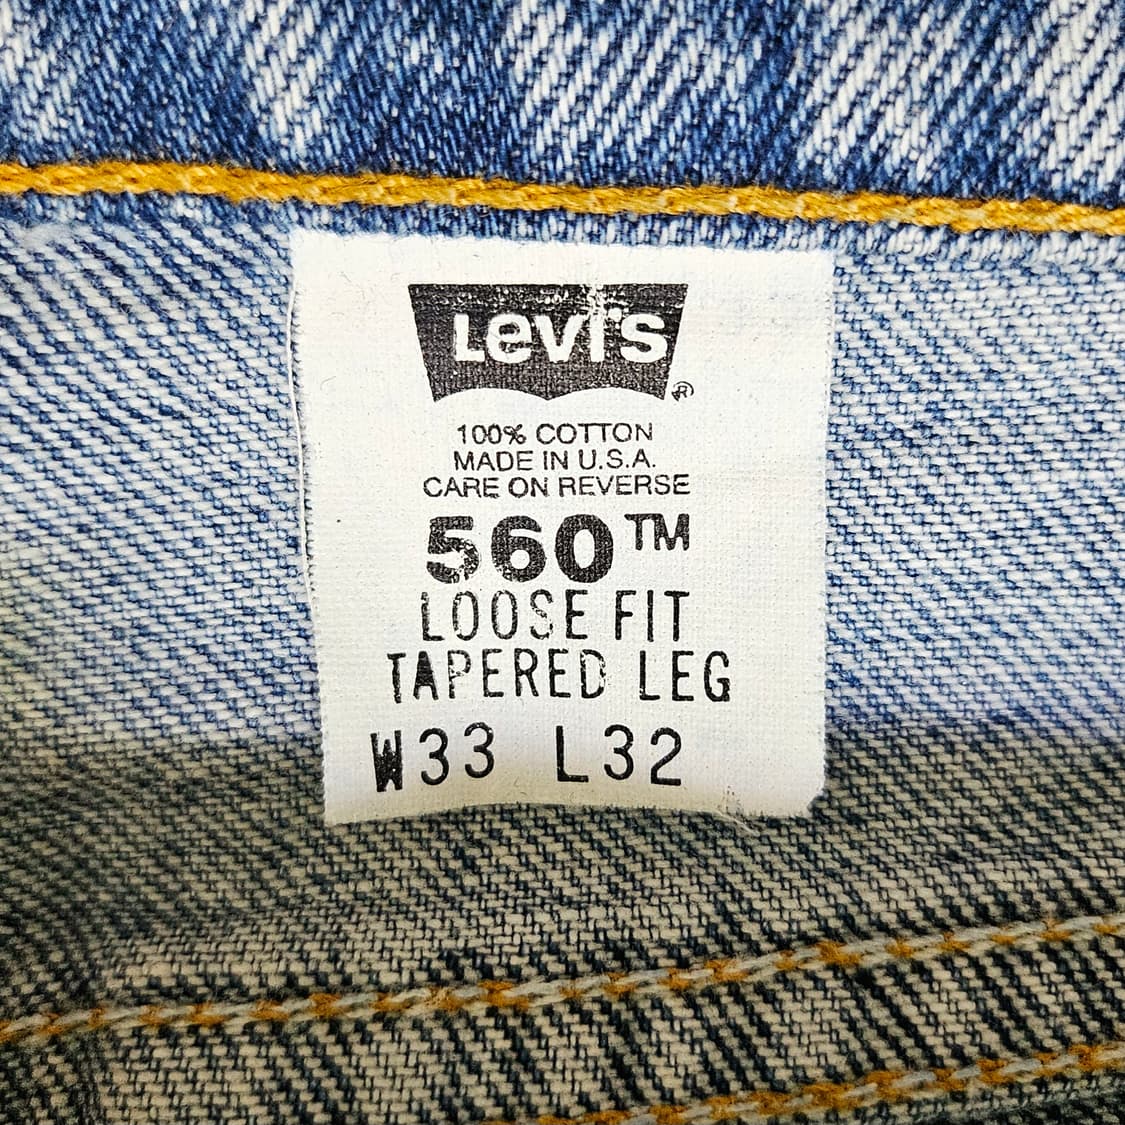 Levi's®
100% COTTON
MADE IN U.S.A.
CARE ON REVERSE
560™
LOOSE FIT
TAPERED LEG
W33 L32